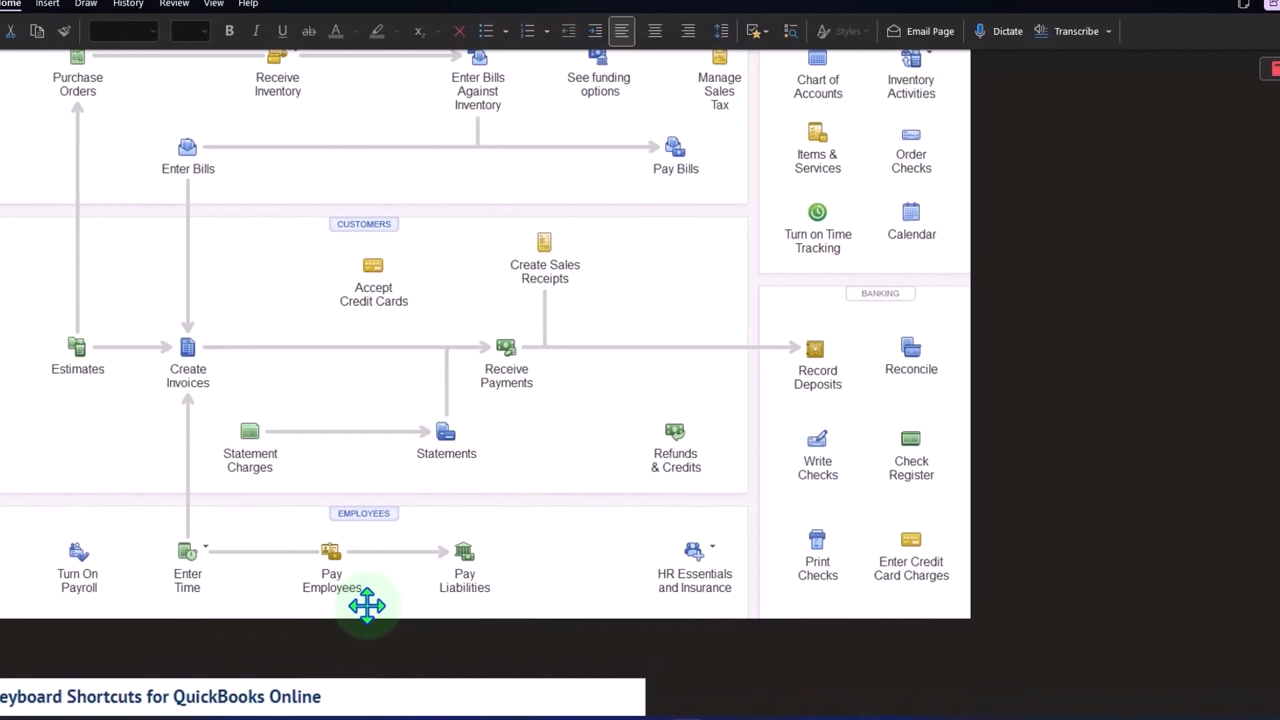 Home Insert Draw History Review View Help
B I U ab A Styles Email Page Dictate Transcribe
Purchase
Orders
Receive
Inventory
Enter Bills
Against
Inventory
See funding
options
Manage
Sales
Tax
Chart of
Accounts
Inventory
Activities
Enter Bills
Pay Bills
Items &
Services
Order
Checks
Turn on Time
Tracking
Calendar
CUSTOMERS
Accept
Credit Cards
Create Sales
Receipts
BANKING
Estimates
Create
Invoices
Receive
Payments
Record
Deposits
Reconcile
Statement
Charges
Statements
Refunds
& Credits
Write
Checks
Check
Register
EMPLOYEES
Turn On
Payroll
Enter
Time
Pay
Employees
Pay
Liabilities
HR Essentials
and Insurance
Print
Checks
Enter Credit
Card Charges
eyboard Shortcuts for QuickBooks Online